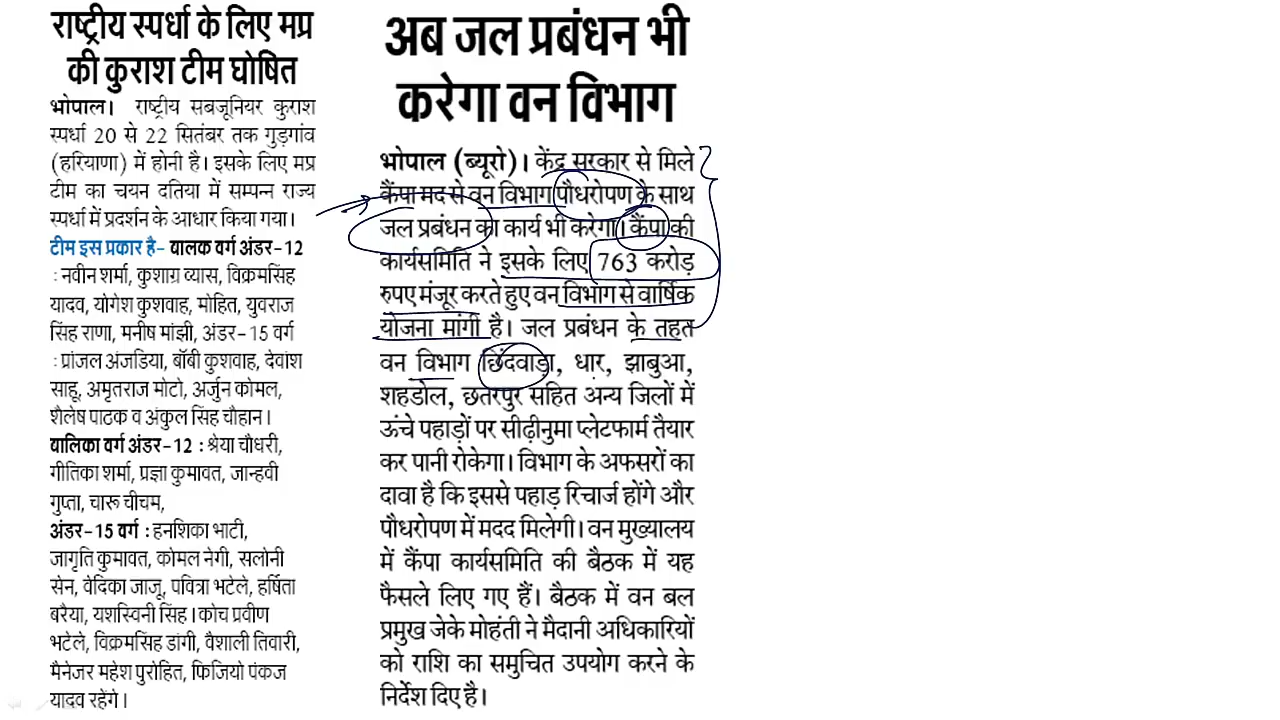 राष्ट्रीय स्पर्धा के लिए मप्र
की कुराश टीम घोषित
भोपाल। राष्ट्रीय सबजूनियर कुराश
स्पर्धा 20 से 22 सितंबर तक गुड़गांव
(हरियाणा) में होनी है। इसके लिए मप्र
टीम का चयन दतिया में सम्पन्न राज्य
स्पर्धा में प्रदर्शन के आधार किया गया।
टीम इस प्रकार है- बालक वर्ग अंडर-12
: नवीन शर्मा, कुशाग्र व्यास, विक्रमसिंह
यादव, योगेश कुशवाह, मोहित, युवराज
सिंह राणा, मनीष मांझी, अंडर-15 वर्ग
: प्रांजल अंजडिया, बॉबी कुशवाह, देवांश
साहू, अमृतराज मोटो, अर्जुन कोमल,
शैलेष पाठक व अंकुल सिंह चौहान।
बालिका वर्ग अंडर-12 : श्रेया चौधरी,
गीतिका शर्मा, प्रज्ञा कुमावत, जान्हवी
गुप्ता, चारू चीचम,
अंडर-15 वर्ग : हनशिका भाटी,
जागृति कुमावत, कोमल नेगी, सलोनी
सेन, वेदिका जाजू, पवित्रा भटेले, हर्षिता
बरैया, यशस्विनी सिंह। कोच प्रवीण
भटेले, विक्रमसिंह डांगी, वैशाली तिवारी,
मैनेजर महेश पुरोहित, फिजियो पंकज
यादव रहेंगे।
अब जल प्रबंधन भी
करेगा वन विभाग
भोपाल (ब्यूरो)। केंद्र सरकार से मिले
कैंपा मद से वन विभाग पौधरोपण के साथ
जल प्रबंधन का कार्य भी करेगा। कैंपा की
कार्यसमिति ने इसके लिए 763 करोड़
रुपए मंजूर करते हुए वन विभाग से वार्षिक
योजना मांगी है। जल प्रबंधन के तहत
वन विभाग छिंदवाड़ा, धार, झाबुआ,
शहडोल, छतरपुर सहित अन्य जिलों में
ऊंचे पहाड़ों पर सीढ़ीनुमा प्लेटफार्म तैयार
कर पानी रोकेगा। विभाग के अफसरों का
दावा है कि इससे पहाड़ रिचार्ज होंगे और
पौधरोपण में मदद मिलेगी। वन मुख्यालय
में कैंपा कार्यसमिति की बैठक में यह
फैसले लिए गए हैं। बैठक में वन बल
प्रमुख जेके मोहंती ने मैदानी अधिकारियों
को राशि का समुचित उपयोग करने के
निर्देश दिए है।